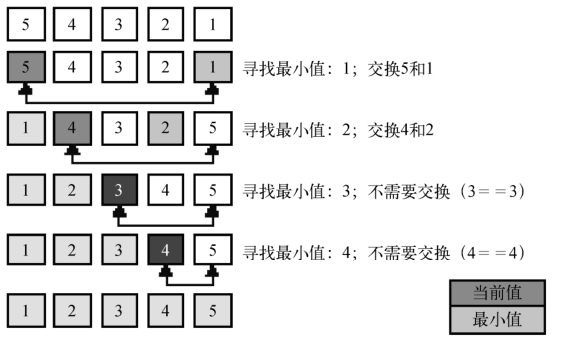 5 4 3 2 1
5 4 3 2 1 寻找最小值：1；交换5和1
1 4 3 2 5 寻找最小值：2；交换4和2
1 2 3 4 5 寻找最小值：3；不需要交换（3＝＝3）
1 2 3 4 5 寻找最小值：4；不需要交换（4＝＝4）
1 2 3 4 5
当前值
最小值